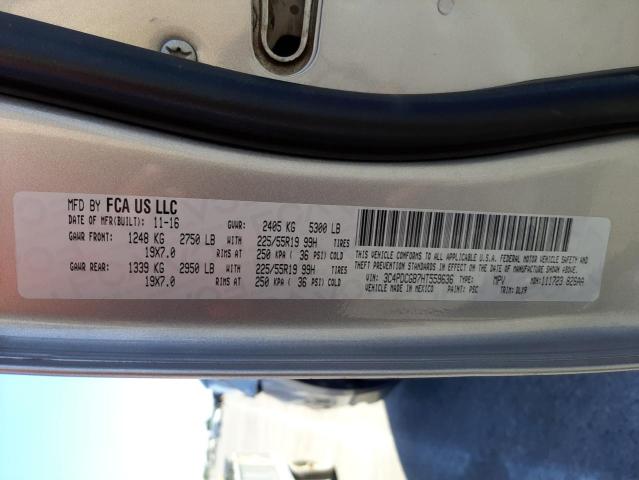 MFD BY FCA US LLC
DATE OF MFR(BUILT): 11-16 GVWR: 2405 KG 5300 LB
GAWR FRONT: 1248 KG 2750 LB WITH 225/55R19 99H TIRES
19X7.0 RIMS AT 250 KPA ( 36 PSI) COLD
GAWR REAR: 1339 KG 2950 LB WITH 225/55R19 99H TIRES
19X7.0 RIMS AT 250 KPA ( 36 PSI) COLD
THIS VEHICLE CONFORMS TO ALL APPLICABLE U.S.A. FEDERAL MOTOR VEHICLE SAFETY AND
THEFT PREVENTION STANDARDS IN EFFECT ON THE DATE OF MANUFACTURE SHOWN ABOVE.
VIN: 3C4PDCGB7HT559636 TYPE: MPV MDH: 111723 626AA
VEHICLE MADE IN MEXICO PAINT: PSC TRIM: DLX9